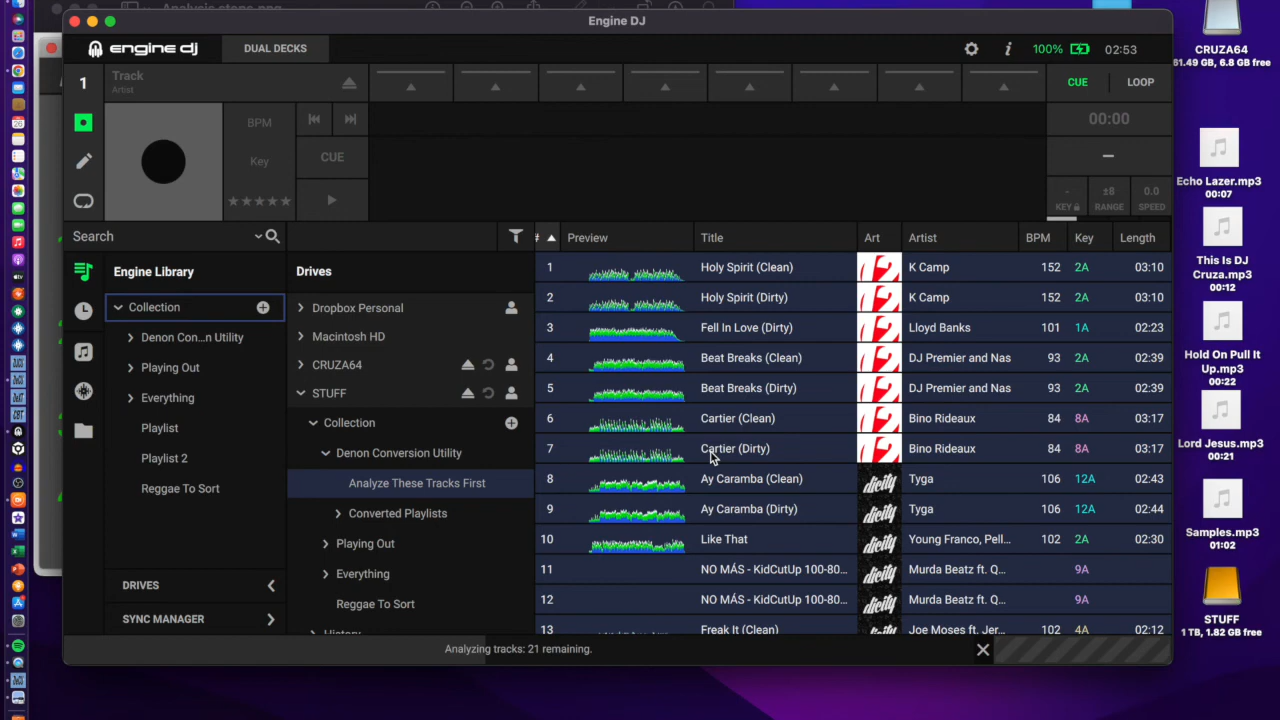 Engine DJ
engine dj
DUAL DECKS
100%
02:53
1
Track
Artist
BPM
Key
CUE
CUE
LOOP
00:00
-
KEY
±8
RANGE
0.0
SPEED
Search
Engine Library
Collection
Denon Con...n Utility
Playing Out
Everything
Playlist
Playlist 2
Reggae To Sort
DRIVES
SYNC MANAGER
Drives
Dropbox Personal
Macintosh HD
CRUZA64
STUFF
Collection
Denon Conversion Utility
Analyze These Tracks First
Converted Playlists
Playing Out
Everything
Reggae To Sort
# Preview Title Art Artist BPM Key Length
1 Holy Spirit (Clean) K Camp 152 2A 03:10
2 Holy Spirit (Dirty) K Camp 152 2A 03:10
3 Fell In Love (Dirty) Lloyd Banks 101 1A 02:23
4 Beat Breaks (Clean) DJ Premier and Nas 93 2A 02:39
5 Beat Breaks (Dirty) DJ Premier and Nas 93 2A 02:39
6 Cartier (Clean) Bino Rideaux 84 8A 03:17
7 Cartier (Dirty) Bino Rideaux 84 8A 03:17
8 Ay Caramba (Clean) dicity Tyga 106 12A 02:43
9 Ay Caramba (Dirty) dicity Tyga 106 12A 02:44
10 Like That dicity Young Franco, Pell... 102 2A 02:30
11 NO MÁS - KidCutUp 100-80... dicity Murda Beatz ft. Q... 9A
12 NO MÁS - KidCutUp 100-80... dicity Murda Beatz ft. Q... 9A
13 Freak It (Clean) Joe Moses ft. Jer... 102 4A 02:12
Analyzing tracks: 21 remaining.
CRUZA64
61.49 GB, 6.8 GB free
Echo Lazer.mp3
00:07
This Is DJ
Cruza.mp3
00:12
Hold On Pull It
Up.mp3
00:22
Lord Jesus.mp3
00:31
Samples.mp3
01:02
STUFF
1 TB, 1.82 GB free